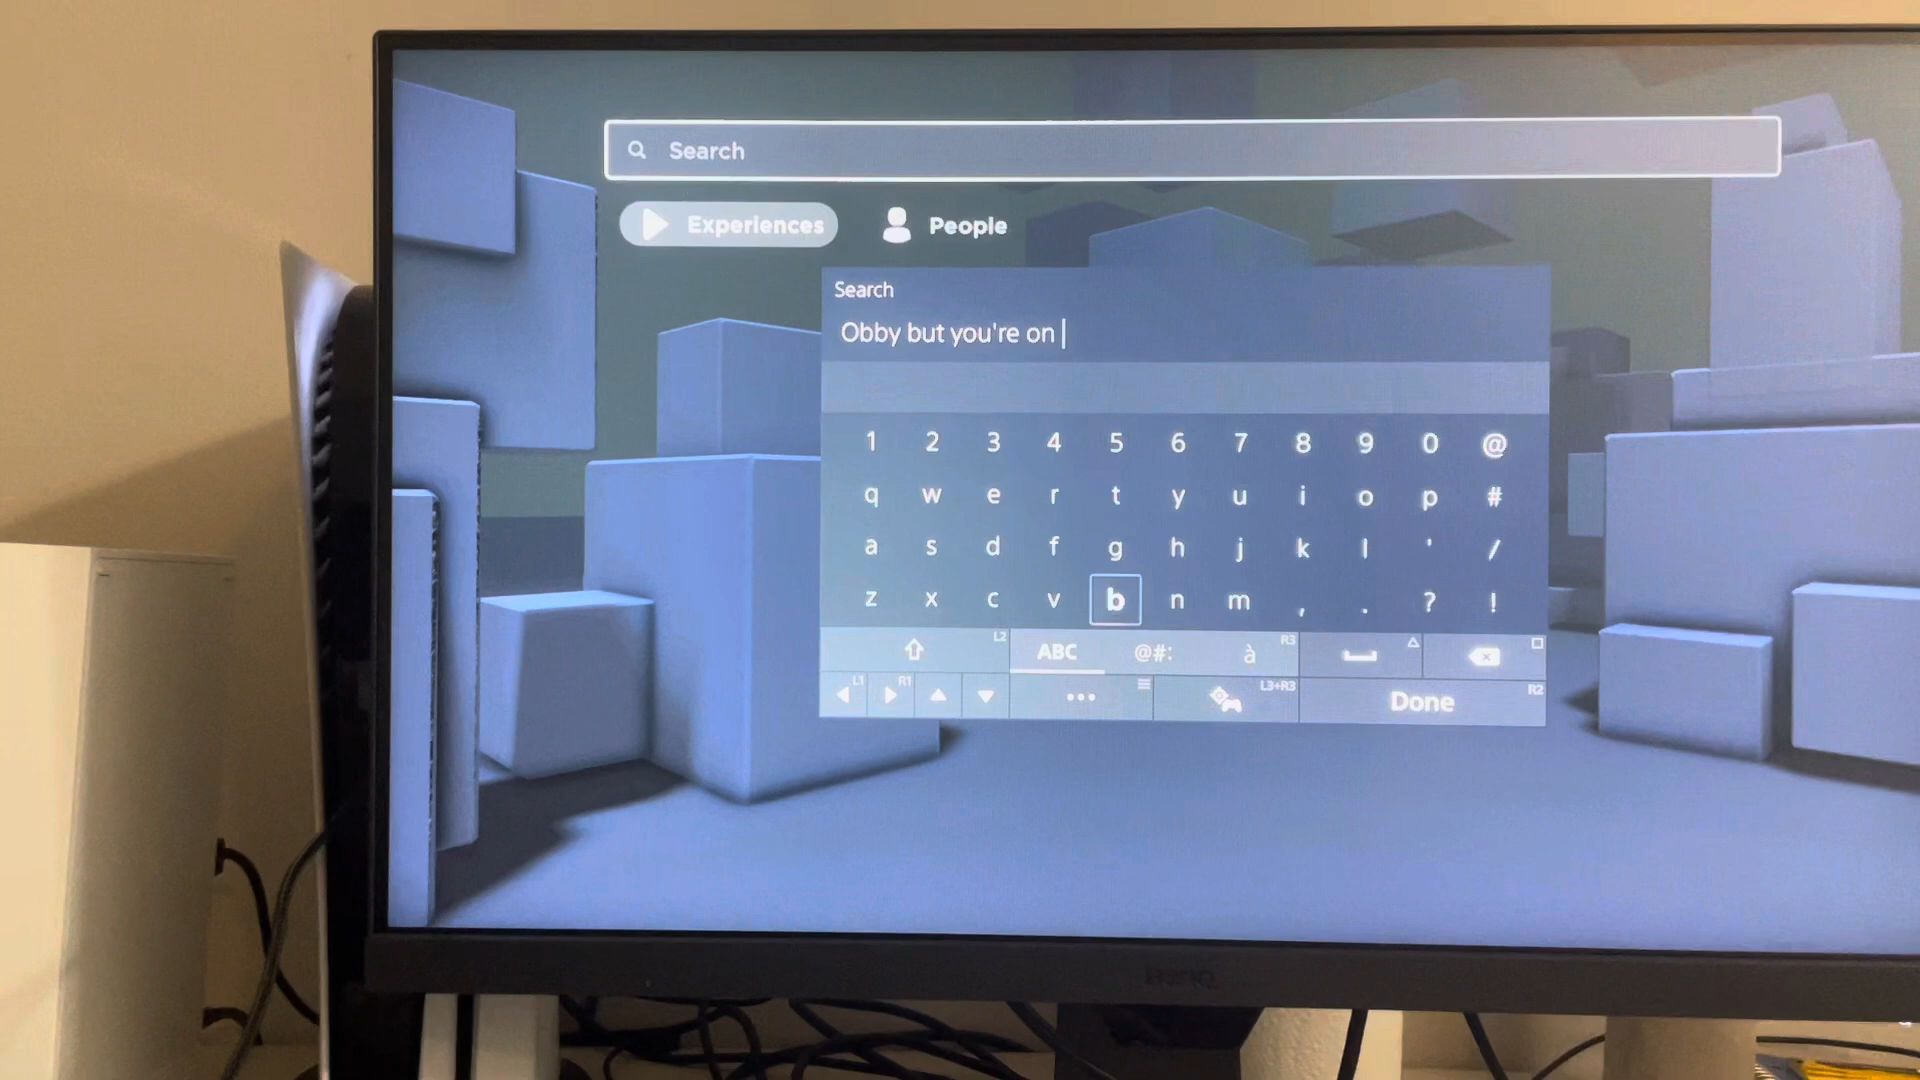 Search
Experiences People
Search
Obby but you're on
1 2 3 4 5 6 7 8 9 0 @
q w e r t y u i o p #
a s d f g h j k l ' /
z x c v b n m , . ? !
L2 ABC @#: à R3
L1 R1 ... L3+R3 Done R2
BenQ